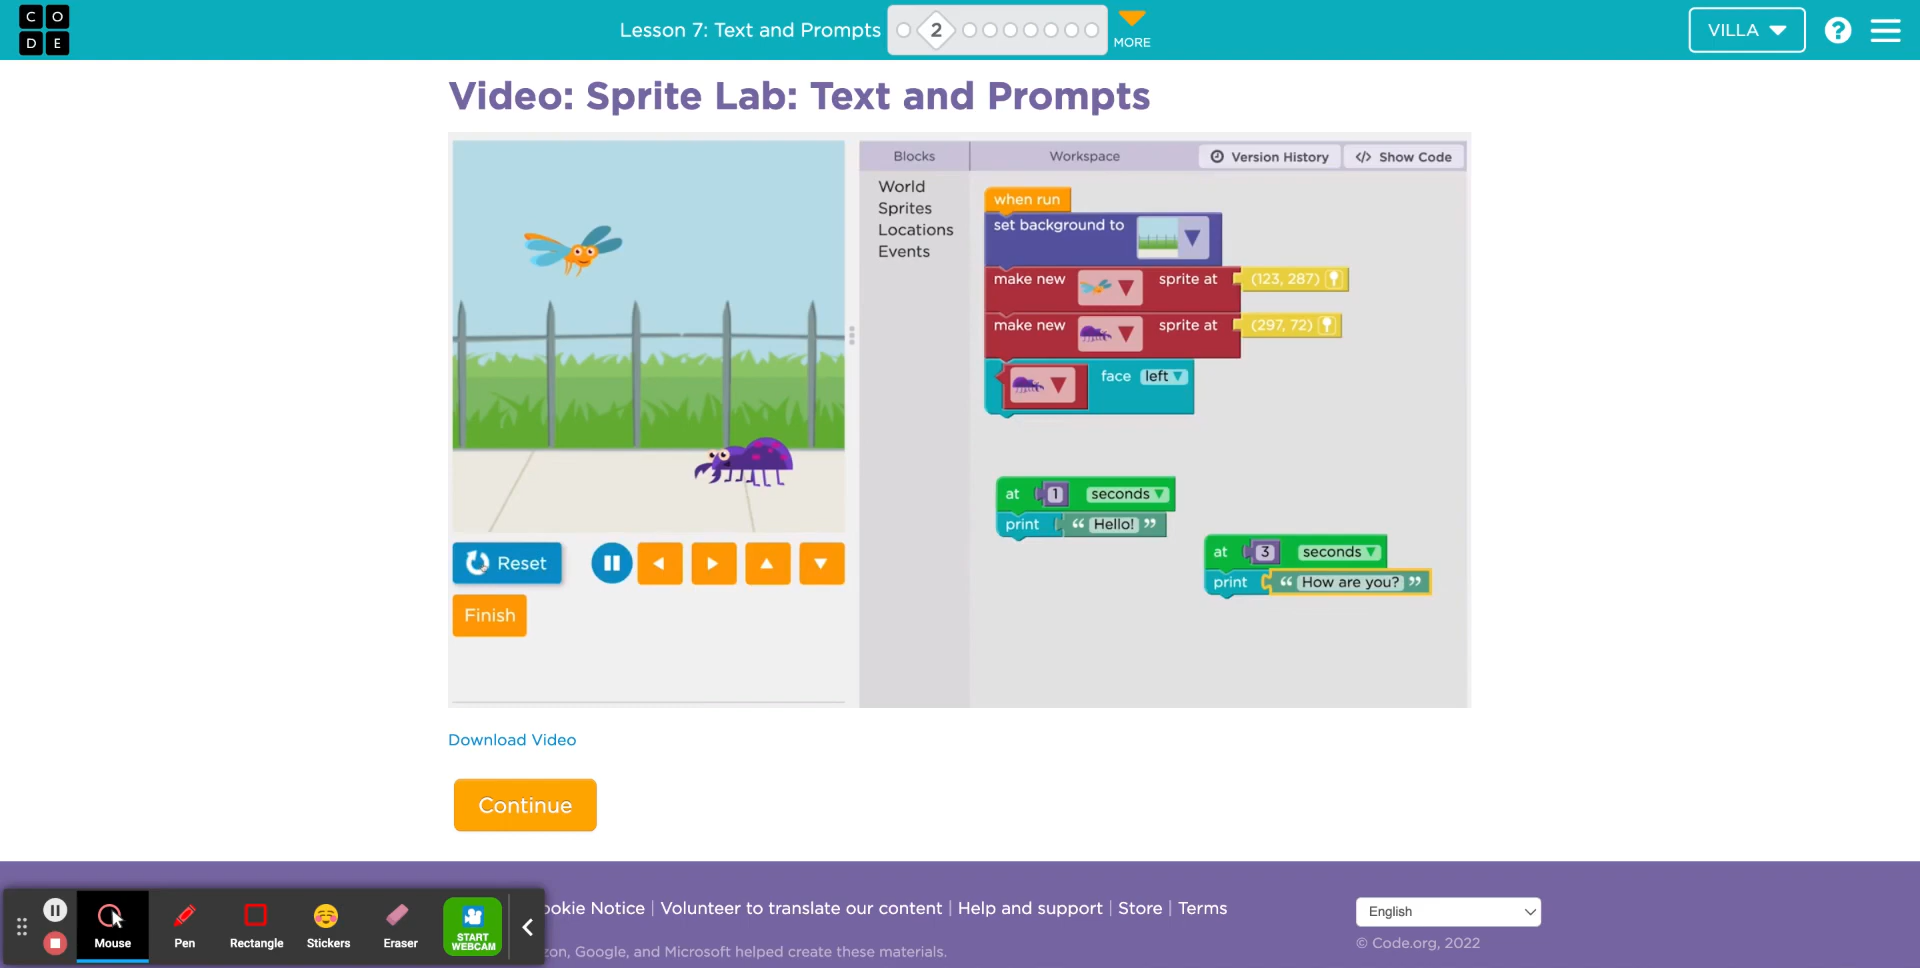 CODE
Lesson 7: Text and Prompts
2
MORE
VILLA
?
Video: Sprite Lab: Text and Prompts
Blocks
Workspace
Version History
</> Show Code
World
Sprites
Locations
Events
when run
set background to
make new sprite at (123, 287)
make new sprite at (297, 72)
face left
at 1 seconds
print “ Hello! ”
at 3 seconds
print “ How are you? ”
Reset
Finish
Download Video
Continue
ookie Notice | Volunteer to translate our content | Help and support | Store | Terms
English
zon, Google, and Microsoft helped create these materials.
© Code.org, 2022
Mouse
Pen
Rectangle
Stickers
Eraser
START
WEBCAM